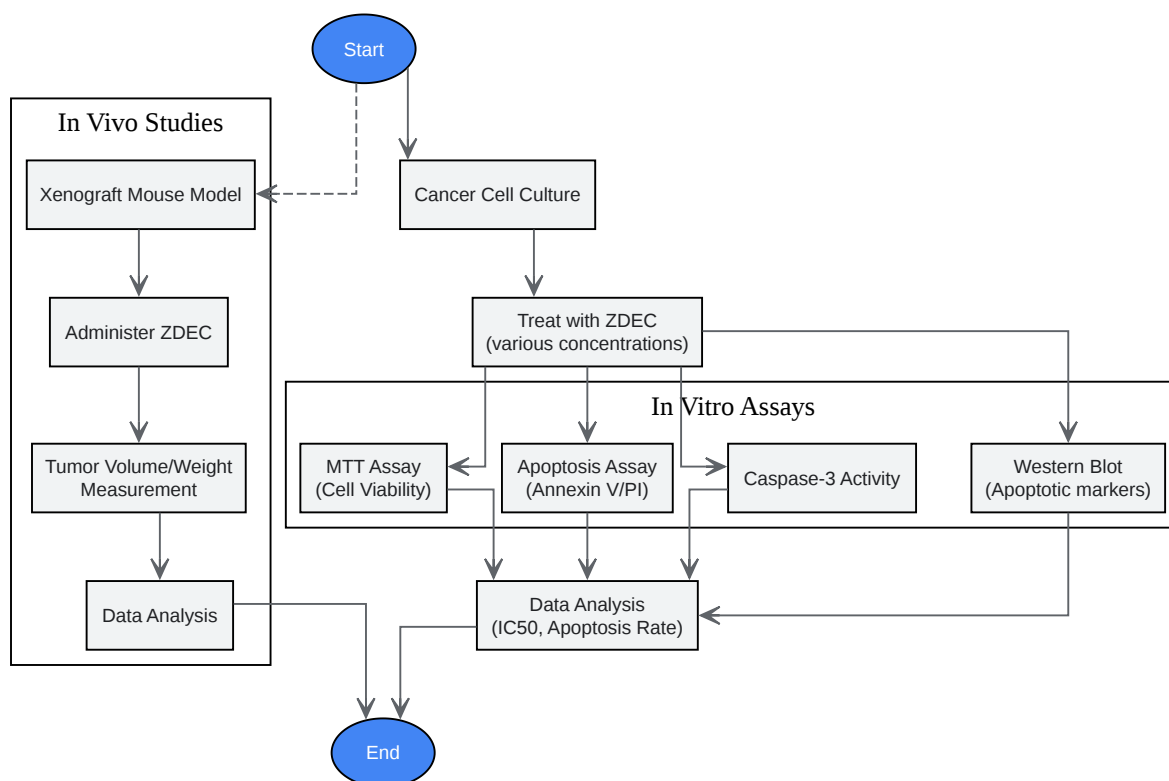 Start
In Vivo Studies
Xenograft Mouse Model
Cancer Cell Culture
Administer ZDEC
Treat with ZDEC
(various concentrations)
In Vitro Assays
Tumor Volume/Weight
Measurement
MTT Assay
(Cell Viability)
Apoptosis Assay
(Annexin V/PI)
Caspase-3 Activity
Western Blot
(Apoptotic markers)
Data Analysis
Data Analysis
(IC50, Apoptosis Rate)
End